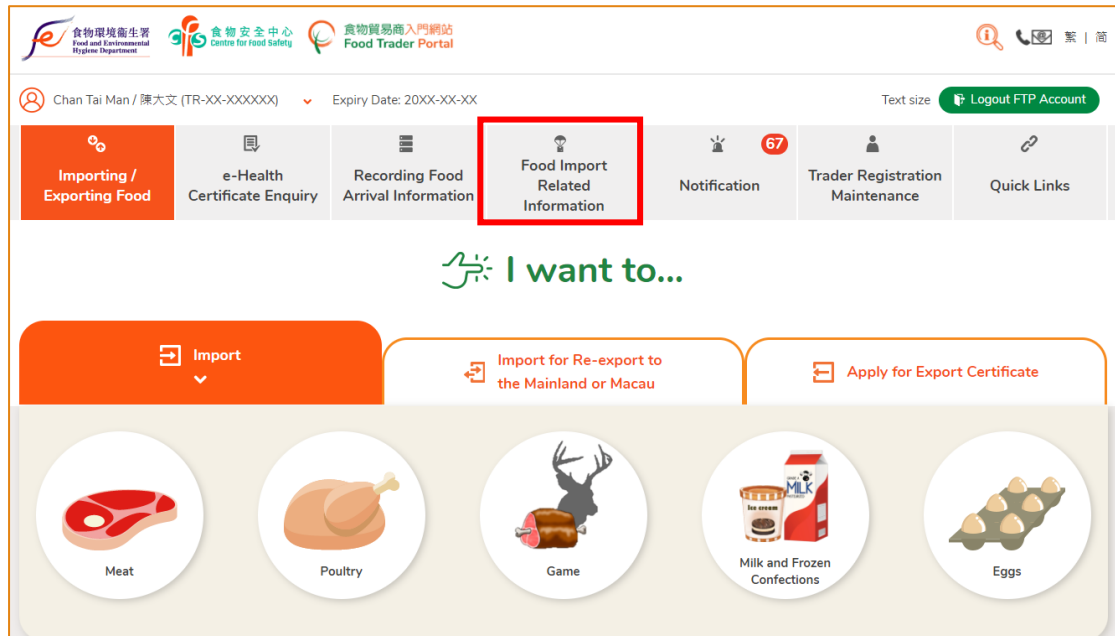 食物環境衞生署
Food and Environmental
Hygiene Department
食物安全中心
Centre for Food Safety
食物貿易商入門網站
Food Trader Portal
繁 | 简
Chan Tai Man / 陳大文 (TR-XX-XXXXXX)
Expiry Date: 20XX-XX-XX
Text size
Logout FTP Account
Importing /
Exporting Food
e-Health
Certificate Enquiry
Recording Food
Arrival Information
Food Import
Related
Information
67
Notification
Trader Registration
Maintenance
Quick Links
I want to...
Import
Import for Re-export to
the Mainland or Macau
Apply for Export Certificate
Meat
Poultry
Game
MILK
Ice cream
Milk and Frozen
Confections
Eggs